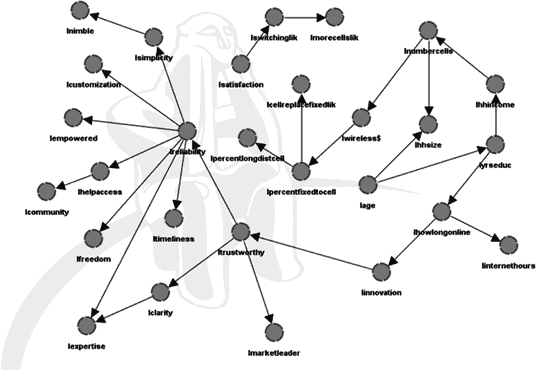 lnimble
lswitchinglik
lmorecellslik
lnumbercells
lsimplicity
lcustomization
lsatisfaction
lcellreplacefixedlik
lhhincome
lempowered
lreliability
lwireless$
lhhsize
lpercentlongdistcell
lyrseduc
lhelpaccess
lpercentfixedtocell
lage
lcommunity
ltimeliness
lhowlongonline
lfreedom
ltrustworthy
linternethours
linnovation
lclarity
lexpertise
lmarketleader